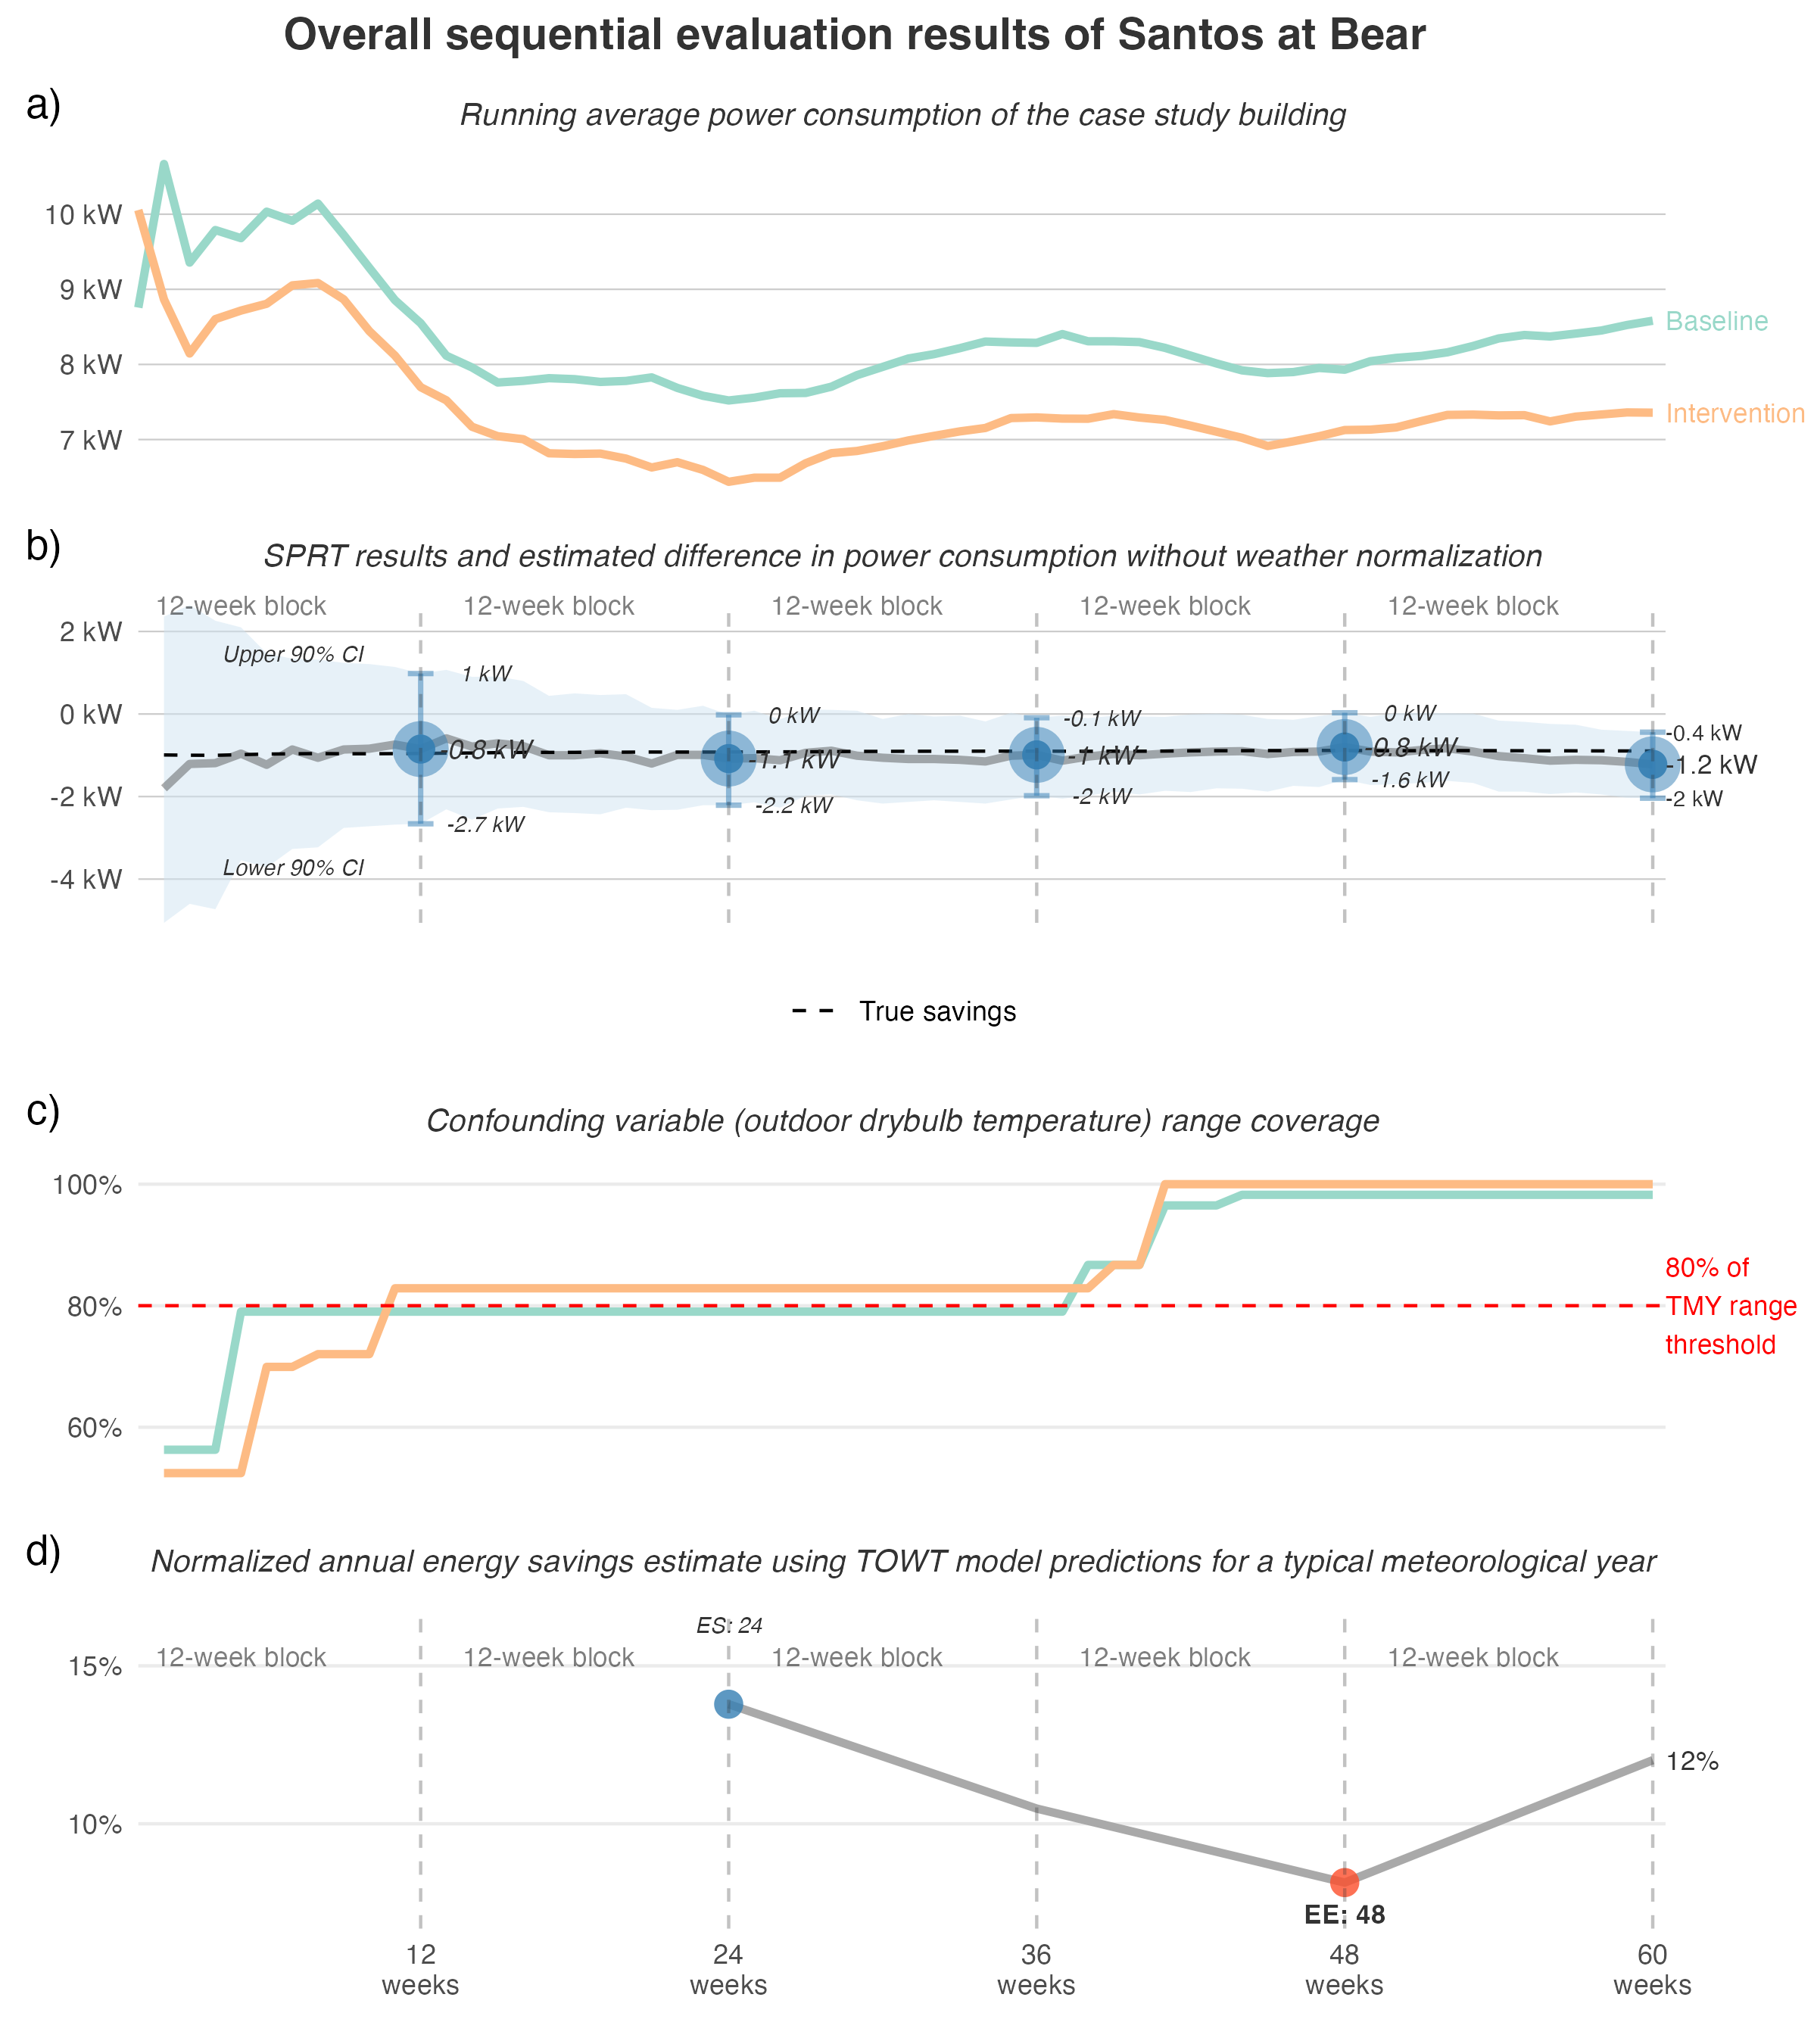 Overall sequential evaluation results of Santos at Bear
a)
Running average power consumption of the case study building
10 kW
9 kW
8 kW
7 kW
Baseline
Intervention
b)
SPRT results and estimated difference in power consumption without weather normalization
12-week block 12-week block 12-week block 12-week block 12-week block
2 kW
0 kW
-2 kW
-4 kW
Upper 90% CI
Lower 90% CI
1 kW
-0.8 kW
-2.7 kW
0 kW
-1.1 kW
-2.2 kW
-0.1 kW
-1 kW
-2 kW
0 kW
-0.8 kW
-1.6 kW
-0.4 kW
-1.2 kW
-2 kW
True savings
c)
Confounding variable (outdoor drybulb temperature) range coverage
100%
80%
60%
80% of
TMY range
threshold
d)
Normalized annual energy savings estimate using TOWT model predictions for a typical meteorological year
ES: 24
12-week block 12-week block 12-week block 12-week block 12-week block
15%
10%
12%
EE: 48
12 24 36 48 60
weeks weeks weeks weeks weeks